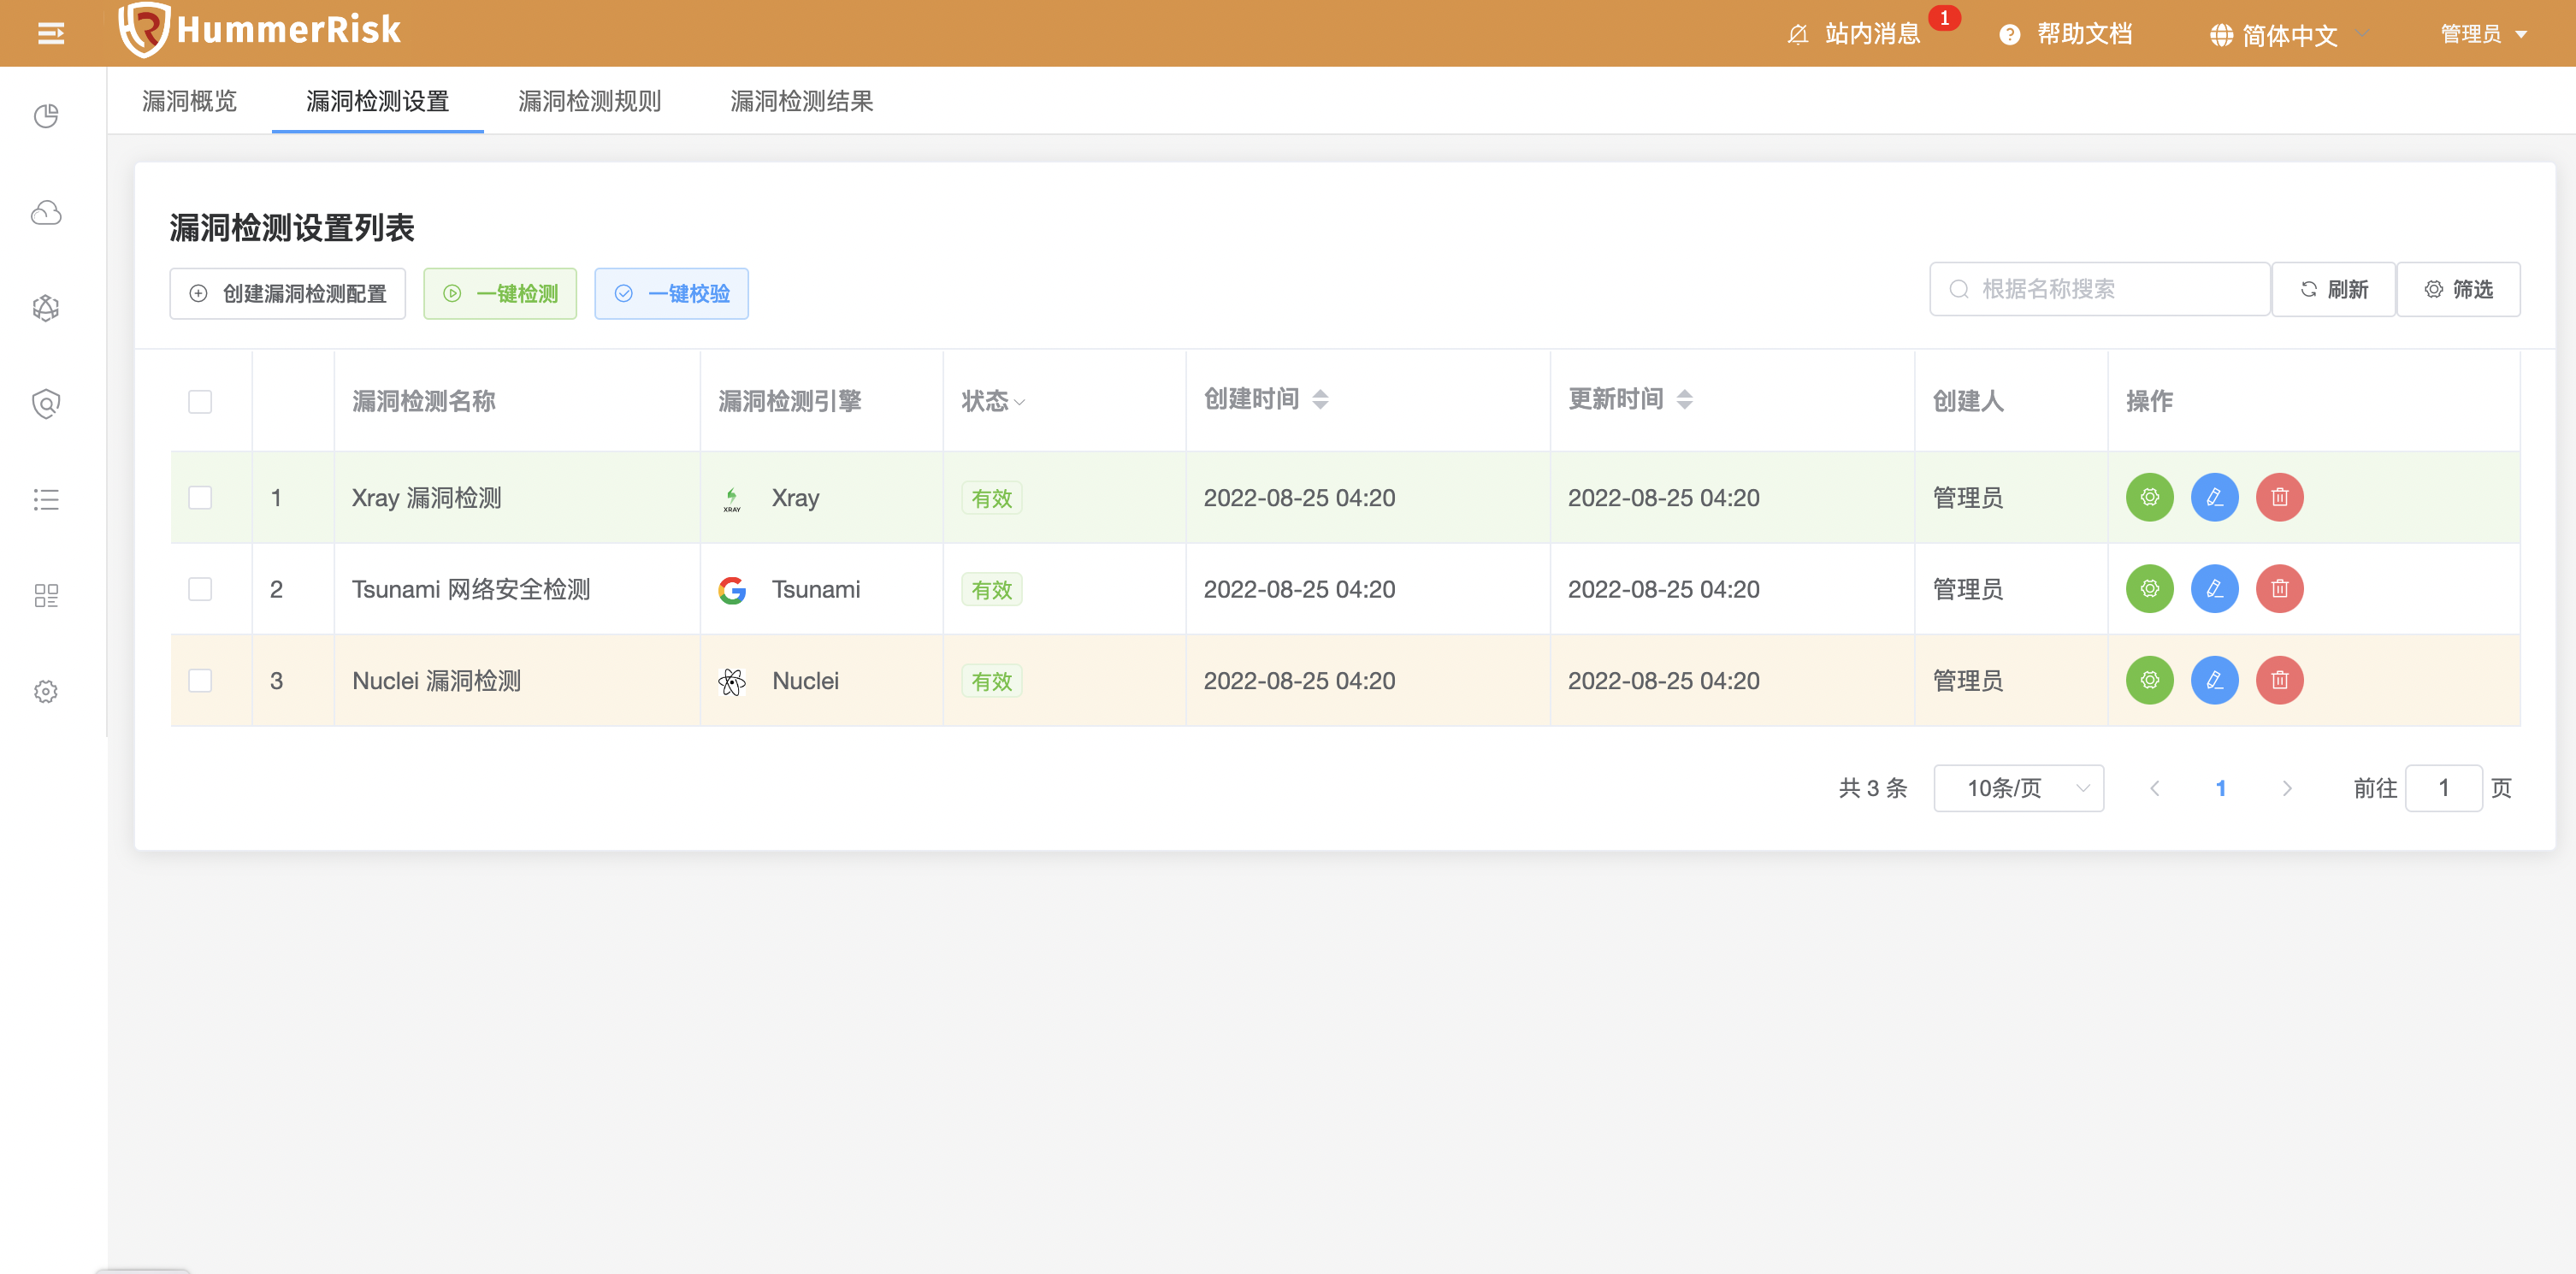 HummerRisk 站内消息 1 帮助文档 简体中文 管理员
漏洞概览 漏洞检测设置 漏洞检测规则 漏洞检测结果
漏洞检测设置列表
创建漏洞检测配置 一键检测 一键校验 根据名称搜索 刷新 筛选
漏洞检测名称 漏洞检测引擎 状态 创建时间 更新时间 创建人 操作
1 Xray 漏洞检测 XRAY Xray 有效 2022-08-25 04:20 2022-08-25 04:20 管理员
2 Tsunami 网络安全检测 Tsunami 有效 2022-08-25 04:20 2022-08-25 04:20 管理员
3 Nuclei 漏洞检测 Nuclei 有效 2022-08-25 04:20 2022-08-25 04:20 管理员
共 3 条 10条/页 1 前往 1 页